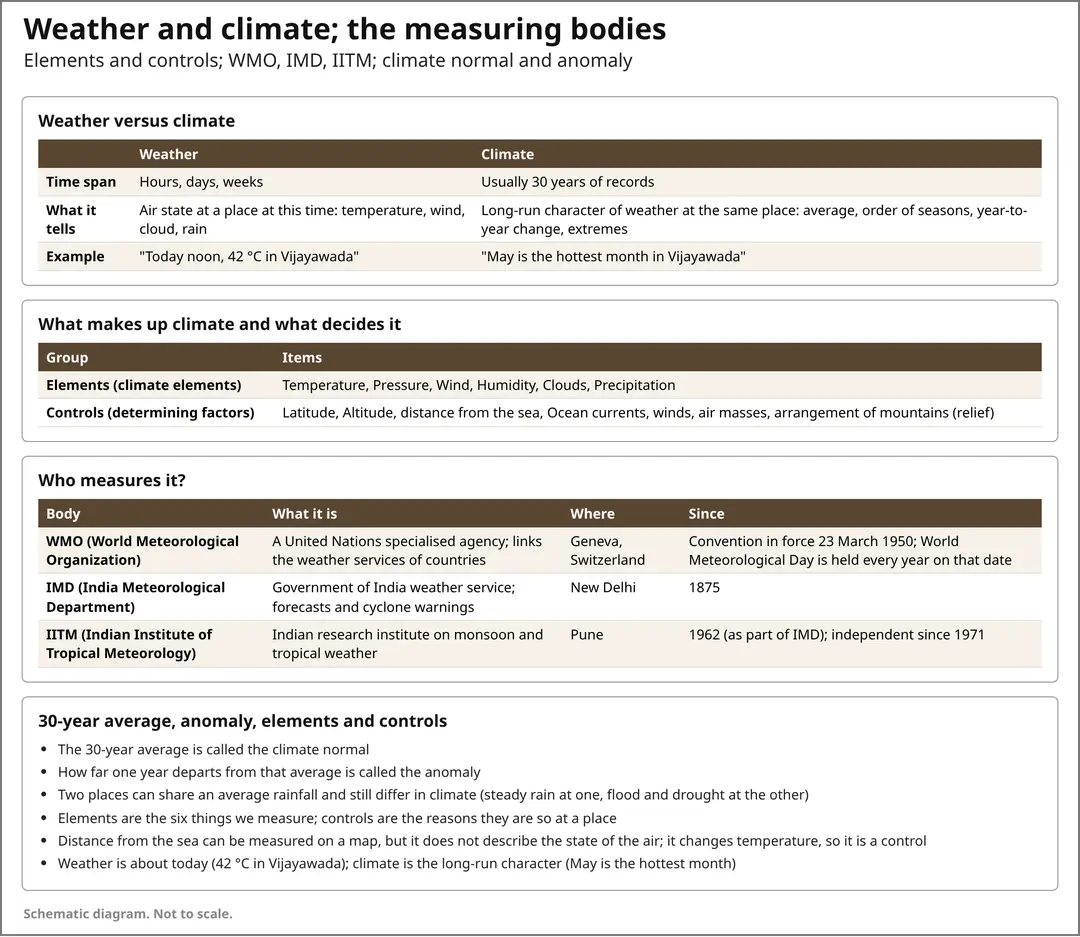 Weather and climate; the measuring bodies
Elements and controls; WMO, IMD, IITM; climate normal and anomaly
Weather versus climate
Weather Climate
Time span Hours, days, weeks Usually 30 years of records
What it tells Air state at a place at this time: temperature, wind, cloud, rain Long-run character of weather at the same place: average, order of seasons, year-to-year change, extremes
Example "Today noon, 42 °C in Vijayawada" "May is the hottest month in Vijayawada"
What makes up climate and what decides it
Group Items
Elements (climate elements) Temperature, Pressure, Wind, Humidity, Clouds, Precipitation
Controls (determining factors) Latitude, Altitude, distance from the sea, Ocean currents, winds, air masses, arrangement of mountains (relief)
Who measures it?
Body What it is Where Since
WMO (World Meteorological Organization) A United Nations specialised agency; links the weather services of countries Geneva, Switzerland Convention in force 23 March 1950; World Meteorological Day is held every year on that date
IMD (India Meteorological Department) Government of India weather service; forecasts and cyclone warnings New Delhi 1875
IITM (Indian Institute of Tropical Meteorology) Indian research institute on monsoon and tropical weather Pune 1962 (as part of IMD); independent since 1971
30-year average, anomaly, elements and controls
• The 30-year average is called the climate normal
• How far one year departs from that average is called the anomaly
• Two places can share an average rainfall and still differ in climate (steady rain at one, flood and drought at the other)
• Elements are the six things we measure; controls are the reasons they are so at a place
• Distance from the sea can be measured on a map, but it does not describe the state of the air; it changes temperature, so it is a control
• Weather is about today (42 °C in Vijayawada); climate is the long-run character (May is the hottest month)
Schematic diagram. Not to scale.